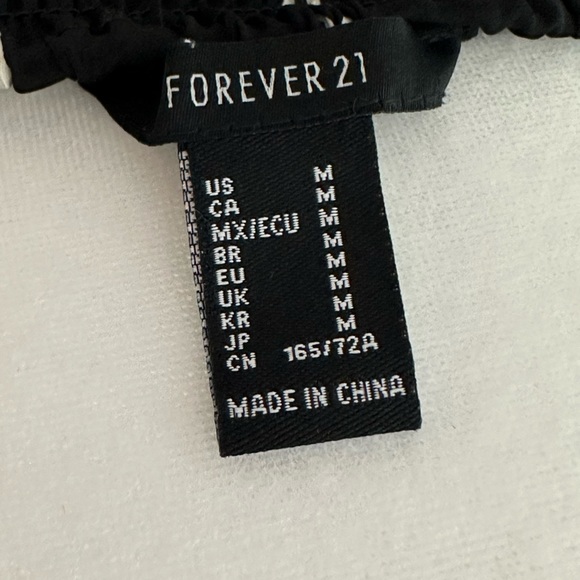 FOREVER 21
US M
CA M
MX/ECU M
BR M
EU M
UK M
KR M
JP M
CN 165/72A
MADE IN CHINA